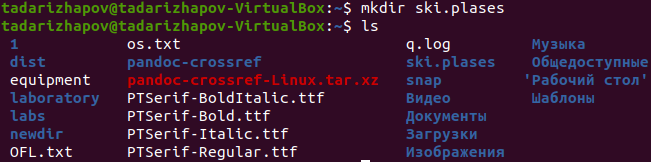 tadarizhapov@tadarizhapov-VirtualBox:~$ mkdir ski.plases
tadarizhapov@tadarizhapov-VirtualBox:~$ ls
1 os.txt q.log Музыка
dist pandoc-crossref ski.plases Общедоступные
equipment pandoc-crossref-Linux.tar.xz snap 'Рабочий стол'
laboratory PTSerif-BoldItalic.ttf Видео Шаблоны
labs PTSerif-Bold.ttf Документы
newdir PTSerif-Italic.ttf Загрузки
OFL.txt PTSerif-Regular.ttf Изображения